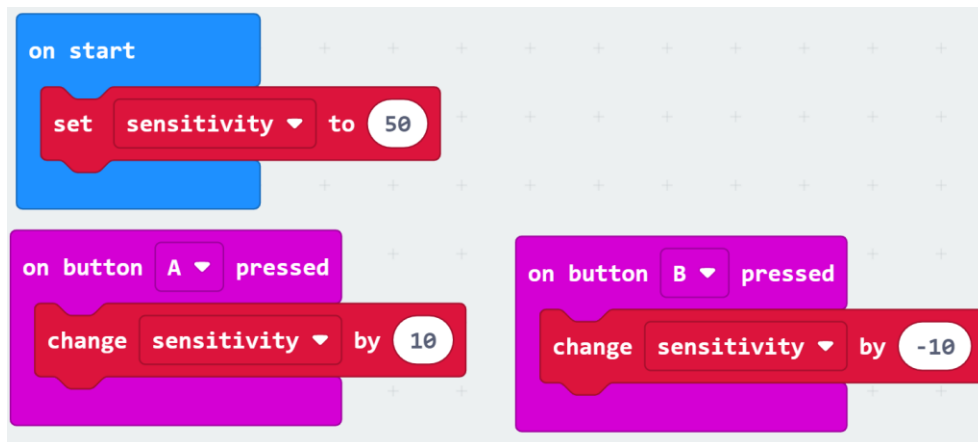 on start
set sensitivity to 50
on button A pressed
change sensitivity by 10
on button B pressed
change sensitivity by -10